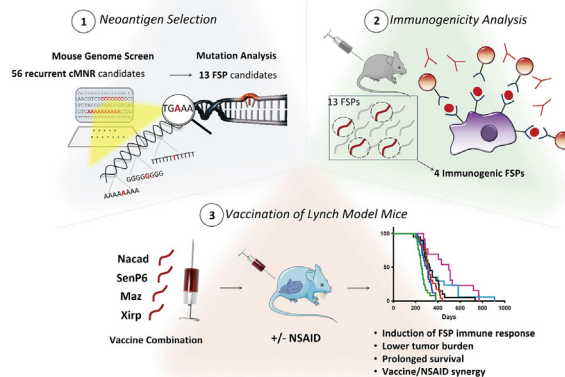 1 Neoantigen Selection
Mouse Genome Screen
56 recurrent cMNR candidates
Mutation Analysis
13 FSP candidates
TGAAA
GGGGGGGG
AAAAAAAA
2 Immunogenicity Analysis
13 FSPs
4 Immunogenic FSPs
3 Vaccination of Lynch Model Mice
Nacad
SenP6
Maz
Xirp
Vaccine Combination
+/- NSAID
100
50
0
0 200 400 600 800 1000
Days
• Induction of FSP immune response
• Lower tumor burden
• Prolonged survival
• Vaccine/NSAID synergy